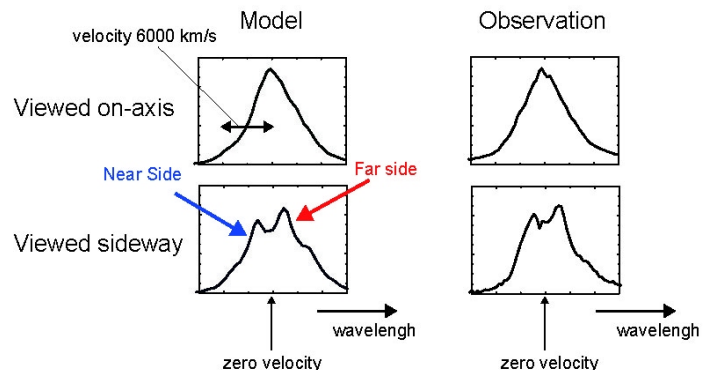 Model
Observation
velocity 6000 km/s
Viewed on-axis
Near Side
Far side
Viewed sideway
wavelengh
wavelengh
zero velocity
zero velocity